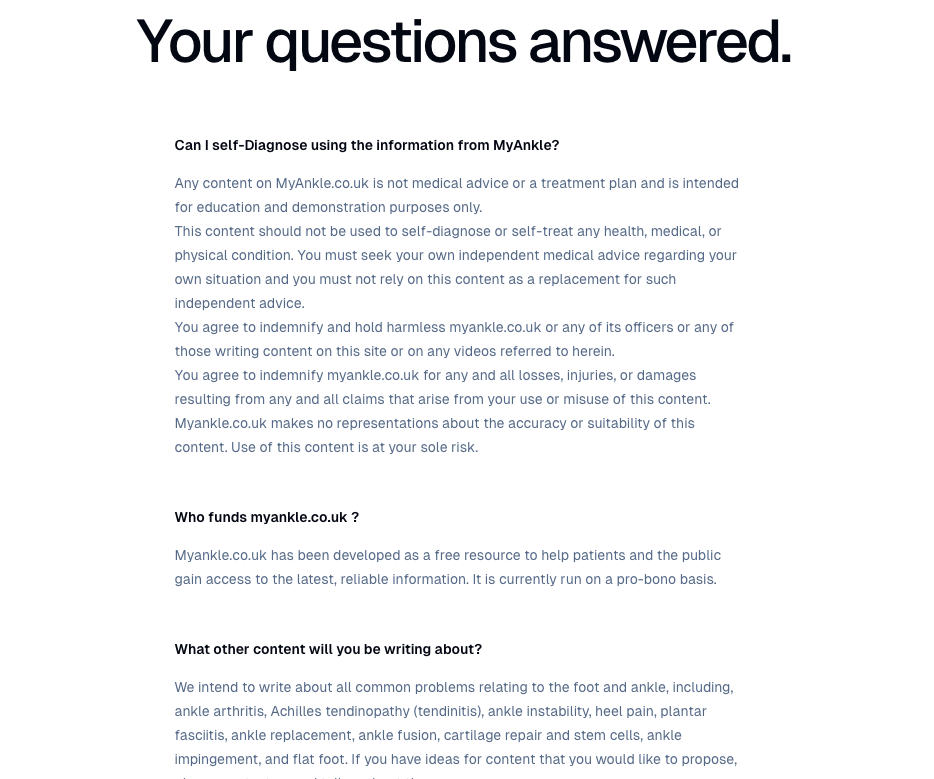 Your questions answered.
Can I self-Diagnose using the information from MyAnkle?
Any content on MyAnkle.co.uk is not medical advice or a treatment plan and is intended
for education and demonstration purposes only.
This content should not be used to self-diagnose or self-treat any health, medical, or
physical condition. You must seek your own independent medical advice regarding your
own situation and you must not rely on this content as a replacement for such
independent advice.
You agree to indemnify and hold harmless myankle.co.uk or any of its officers or any of
those writing content on this site or on any videos referred to herein.
You agree to indemnify myankle.co.uk for any and all losses, injuries, or damages
resulting from any and all claims that arise from your use or misuse of this content.
Myankle.co.uk makes no representations about the accuracy or suitability of this
content. Use of this content is at your sole risk.
Who funds myankle.co.uk ?
Myankle.co.uk has been developed as a free resource to help patients and the public
gain access to the latest, reliable information. It is currently run on a pro-bono basis.
What other content will you be writing about?
We intend to write about all common problems relating to the foot and ankle, including,
ankle arthritis, Achilles tendinopathy (tendinitis), ankle instability, heel pain, plantar
fasciitis, ankle replacement, ankle fusion, cartilage repair and stem cells, ankle
impingement, and flat foot. If you have ideas for content that you would like to propose,